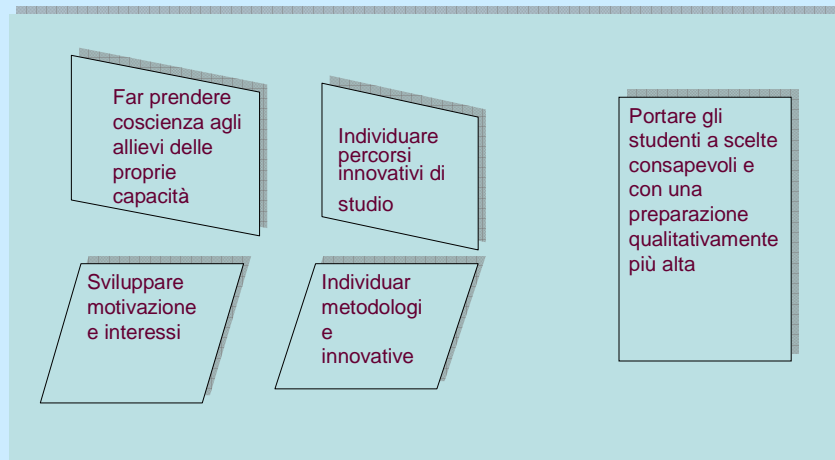 Far prendere
coscienza agli
allievi delle
proprie
capacità
Individuare
percorsi
innovativi di
studio
Portare gli
studenti a scelte
consapevoli e
con una
preparazione
qualitativamente
più alta
Sviluppare
motivazione
e interessi
Individuar
metodologi
e
innovative